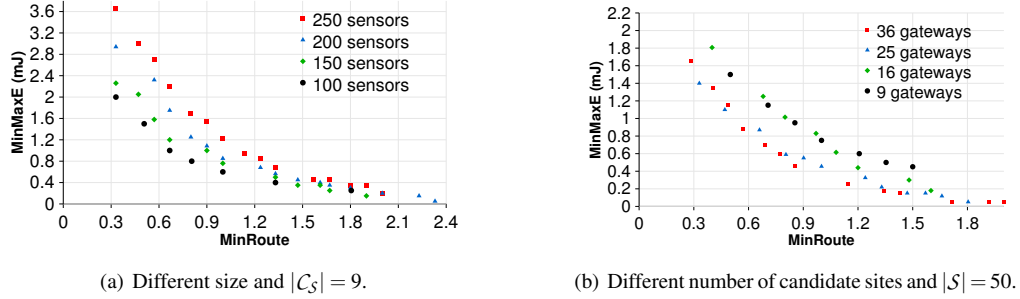 3.6
3.2
2.8
2.4
2
1.6
1.2
0.8
0.4
0
MinMaxE (mJ)
250 sensors
200 sensors
150 sensors
100 sensors
0 0.3 0.6 0.9 1.2 1.5 1.8 2.1 2.4
MinRoute
(a) Different size and |C_S| = 9.
2.2
2
1.8
1.6
1.4
1.2
1
0.8
0.6
0.4
0.2
0
MinMaxE (mJ)
36 gateways
25 gateways
16 gateways
9 gateways
0 0.3 0.6 0.9 1.2 1.5 1.8
MinRoute
(b) Different number of candidate sites and |S| = 50.